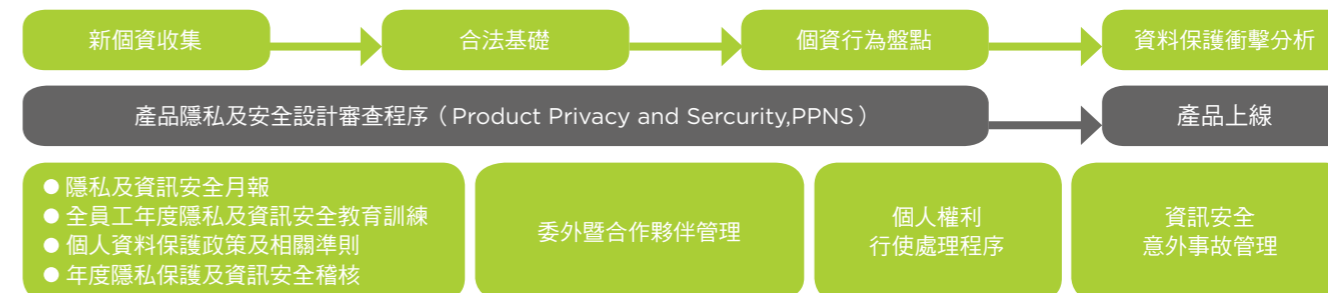 新個資收集
合法基礎
個資行為盤點
資料保護衝擊分析
產品隱私及安全設計審查程序（Product Privacy and Sercurity,PPNS）
產品上線
● 隱私及資訊安全月報
● 全員工年度隱私及資訊安全教育訓練
● 個人資料保護政策及相關準則
● 年度隱私保護及資訊安全稽核
委外暨合作夥伴管理
個人權利
行使處理程序
資訊安全
意外事故管理